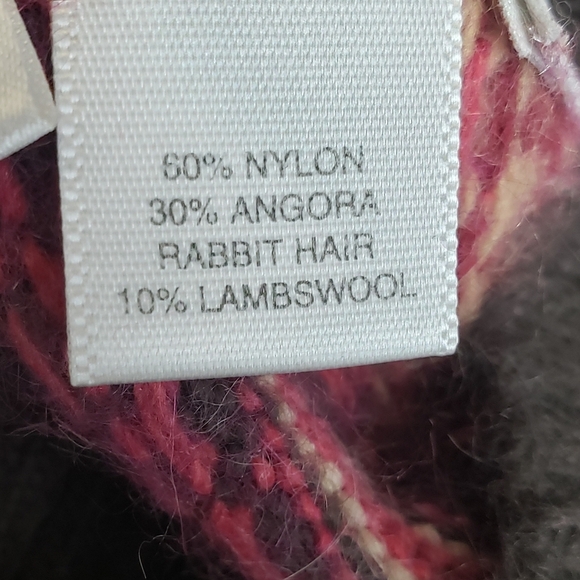 60% NYLON
30% ANGORA
RABBIT HAIR
10% LAMBSWOOL